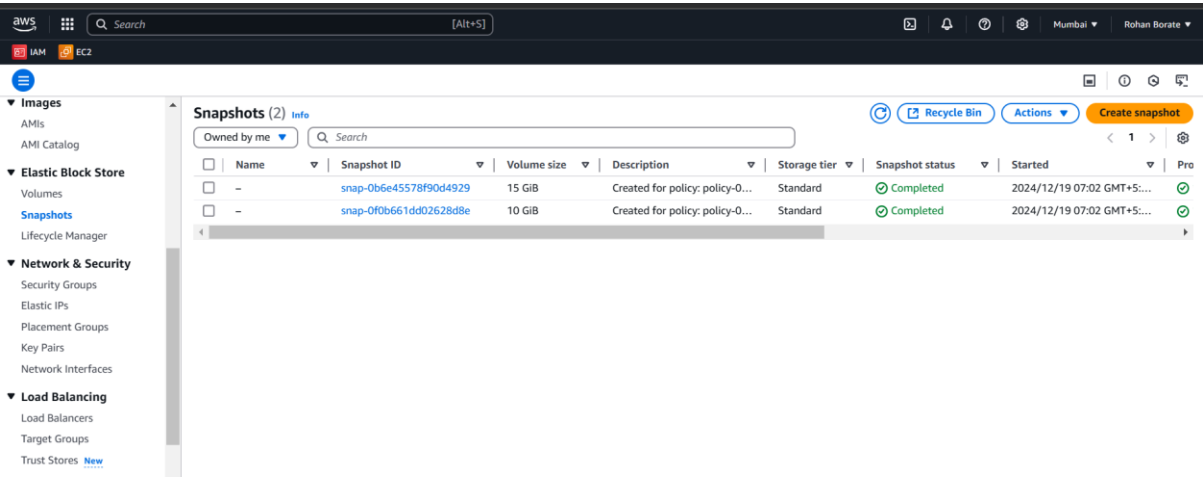 aws Search [Alt+S] Mumbai Rohan Borate
IAM EC2
Images
AMIs
AMI Catalog
Elastic Block Store
Volumes
Snapshots
Lifecycle Manager
Network & Security
Security Groups
Elastic IPs
Placement Groups
Key Pairs
Network Interfaces
Load Balancing
Load Balancers
Target Groups
Trust Stores New
Snapshots (2) Info Recycle Bin Actions Create snapshot
Owned by me Search 1
Name Snapshot ID Volume size Description Storage tier Snapshot status Started Pro
– snap-0b6e45578f90d4929 15 GiB Created for policy: policy-0... Standard Completed 2024/12/19 07:02 GMT+5:...
– snap-0f0b661dd02628d8e 10 GiB Created for policy: policy-0... Standard Completed 2024/12/19 07:02 GMT+5:...